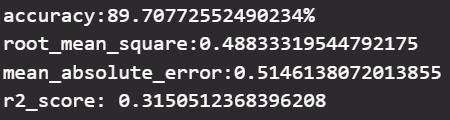 accuracy:89.70772552490234%
root_mean_square:0.48833319544792175
mean_absolute_error:0.5146138072013855
r2_score: 0.3150512368396208